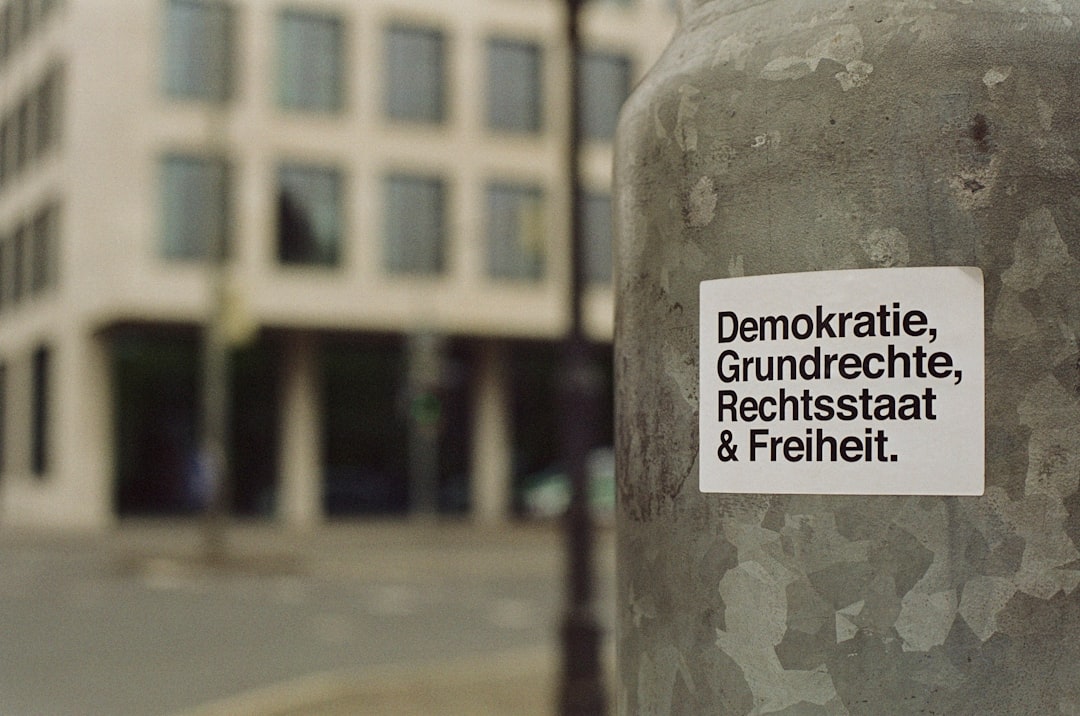 Demokratie,
Grundrechte,
Rechtsstaat
& Freiheit.